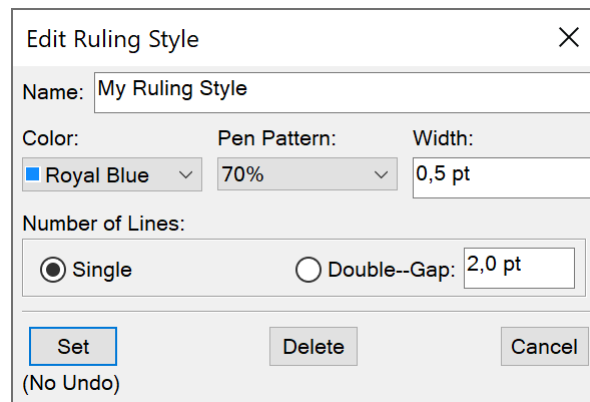 Edit Ruling Style
Name: My Ruling Style
Color: Pen Pattern: Width:
Royal Blue 70% 0,5 pt
Number of Lines:
Single Double--Gap: 2,0 pt
Set Delete Cancel
(No Undo)